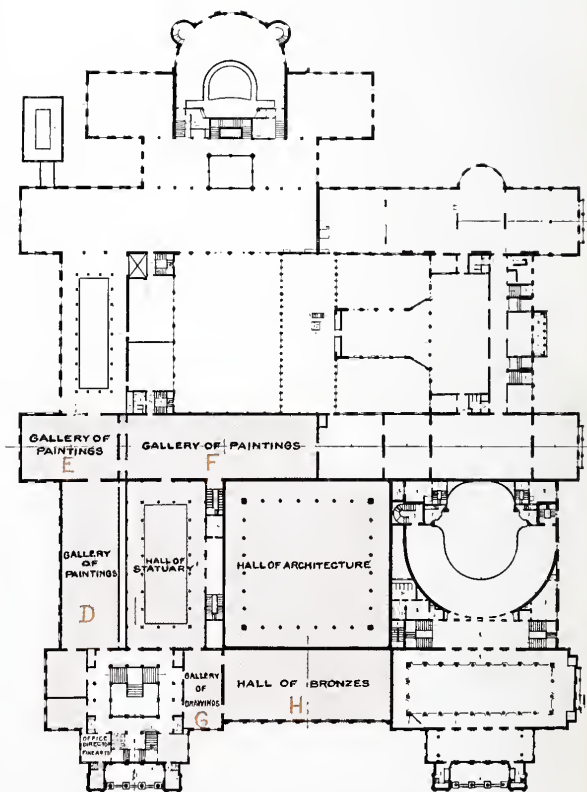 GALLERY OF
PAINTINGS
E
GALLERY OF PAINTINGS
F
GALLERY
OF
PAINTINGS
D
HALL OF
STATUARY
HALL OF ARCHITECTURE
GALLERY
OF
DRAWINGS
G
HALL OF BRONZES
H
OFFICE
DIRECTOR
FINE ARTS